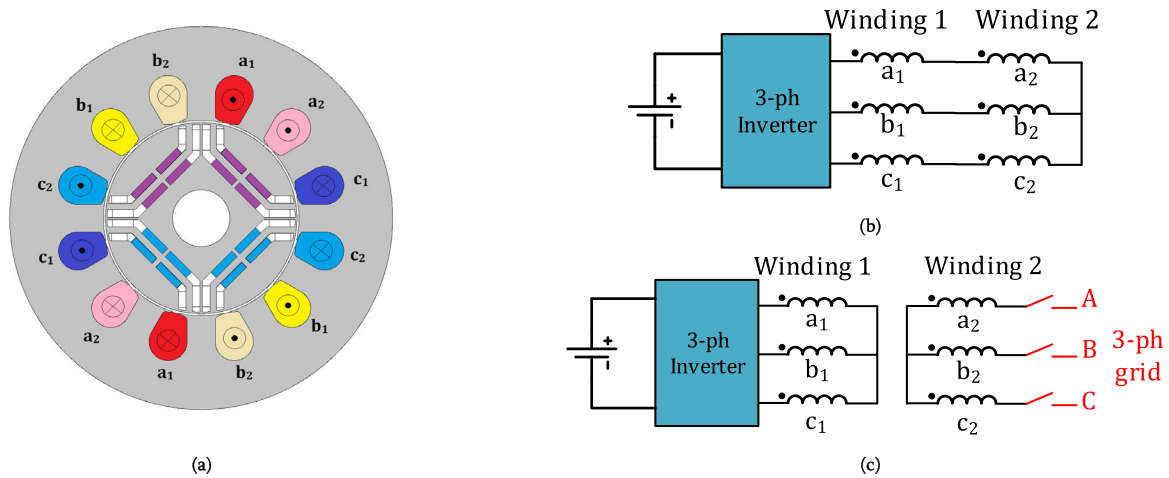 b₂
a₁
b₁
a₂
c₂
c₁
c₁
c₂
a₂
b₁
a₁
b₂
(a)
Winding 1 Winding 2
3-ph
Inverter
+
-
a₁ a₂
b₁ b₂
c₁ c₂
(b)
Winding 1 Winding 2
3-ph
Inverter
+
-
a₁ a₂ A
b₁ b₂ B
c₁ c₂ C
3-ph
grid
(c)